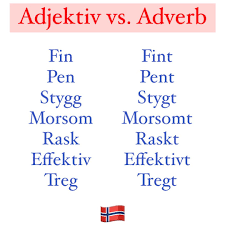 Adjektiv vs. Adverb
Fin Fint
Pen Pent
Stygg Stygt
Morsom Morsomt
Rask Raskt
Effektiv Effektivt
Treg Tregt